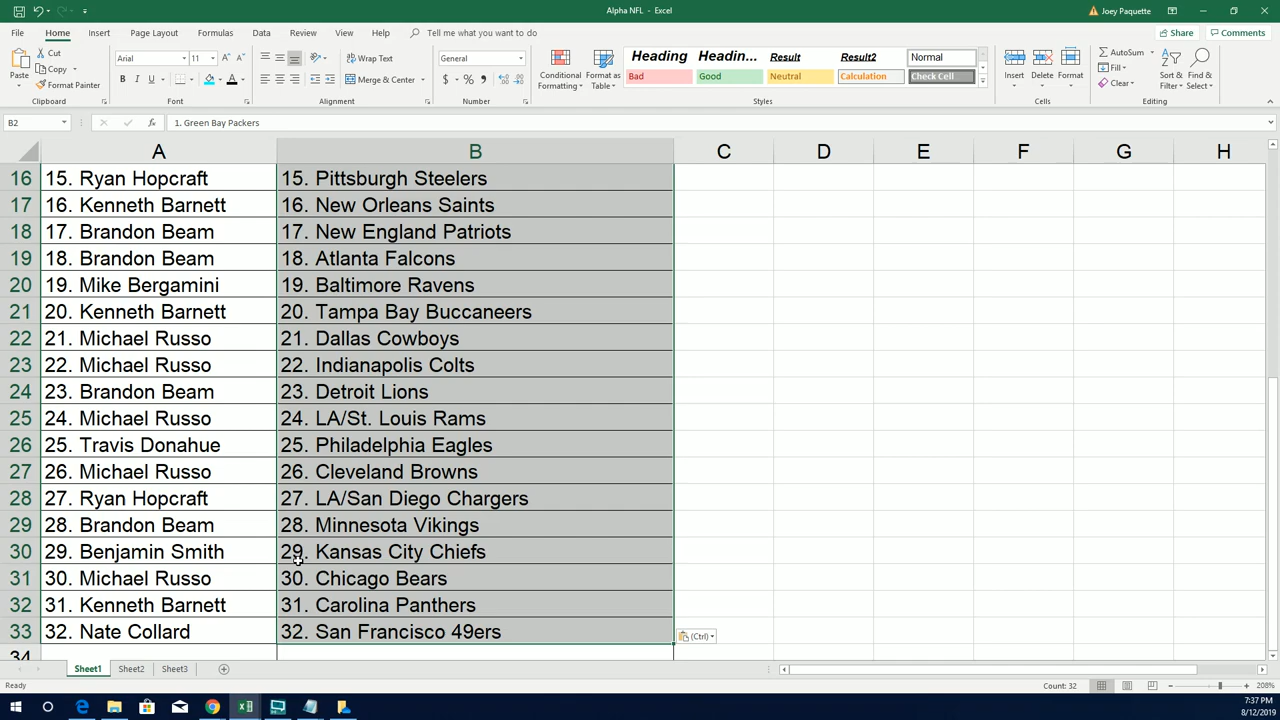 Alpha NFL - Excel
Joey Paquette
File Home Insert Page Layout Formulas Data Review View Help Tell me what you want to do
Share Comments
Paste
Cut
Copy
Format Painter
Clipboard
Arial 11
B I U
Font
Wrap Text
Merge & Center
Alignment
General
$ % ,
Number
Conditional Formatting
Format as Table
Heading Headin... Result Result2 Normal
Bad Good Neutral Calculation Check Cell
Styles
Insert Delete Format
Cells
AutoSum
Fill
Clear
Sort & Filter
Find & Select
Editing
B2 fx 1. Green Bay Packers
A B C D E F G H
16 15. Ryan Hopcraft 15. Pittsburgh Steelers
17 16. Kenneth Barnett 16. New Orleans Saints
18 17. Brandon Beam 17. New England Patriots
19 18. Brandon Beam 18. Atlanta Falcons
20 19. Mike Bergamini 19. Baltimore Ravens
21 20. Kenneth Barnett 20. Tampa Bay Buccaneers
22 21. Michael Russo 21. Dallas Cowboys
23 22. Michael Russo 22. Indianapolis Colts
24 23. Brandon Beam 23. Detroit Lions
25 24. Michael Russo 24. LA/St. Louis Rams
26 25. Travis Donahue 25. Philadelphia Eagles
27 26. Michael Russo 26. Cleveland Browns
28 27. Ryan Hopcraft 27. LA/San Diego Chargers
29 28. Brandon Beam 28. Minnesota Vikings
30 29. Benjamin Smith 29. Kansas City Chiefs
31 30. Michael Russo 30. Chicago Bears
32 31. Kenneth Barnett 31. Carolina Panthers
33 32. Nate Collard 32. San Francisco 49ers
34
(Ctrl)
Sheet1 Sheet2 Sheet3
Ready
Count: 32
208%
7:37 PM
8/12/2019